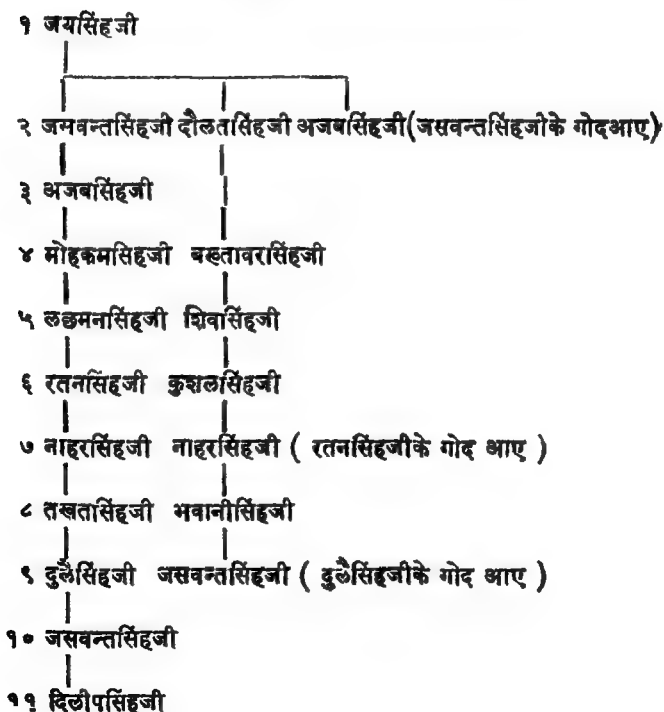 १ जयसिंहजी
२ जमवन्तसिंहजी दौलतसिंहजी अजबसिंहजी(जसवन्तसिंहजीके गोदआए)
३ अजबसिंहजी
४ मोहकमसिंहजी बख्तावरसिंहजी
५ लछमनसिंहजी शिवसिंहजी
६ रतनसिंहजी कुशलसिंहजी
७ नाहरसिंहजी नाहरसिंहजी ( रतनसिंहजीके गोद आए )
८ तखतसिंहजी भवानीसिंहजी
९ दुलैसिंहजी जसवन्तसिंहजी ( दुलैसिंहजीके गोद आए )
१० जसवन्तसिंहजी
११ दिलीपसिंहजी